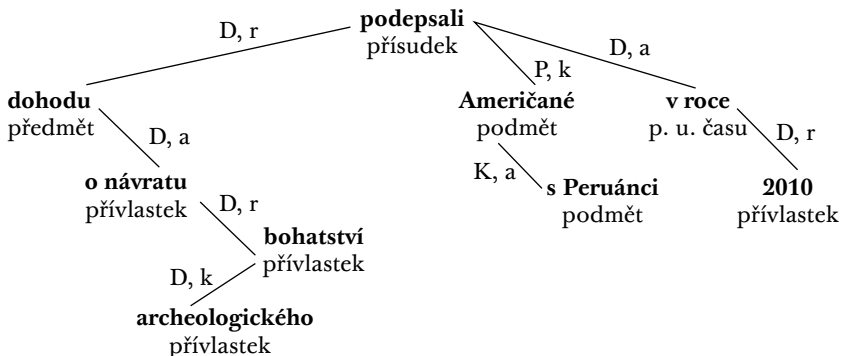 podepsali
přísudek
D, r
P, k
D, a
dohodu
předmět
Američané
podmět
v roce
p. u. času
D, a
K, a
D, r
o návratu
přívlastek
s Peruánci
podmět
2010
přívlastek
D, r
bohatství
přívlastek
D, k
archeologického
přívlastek